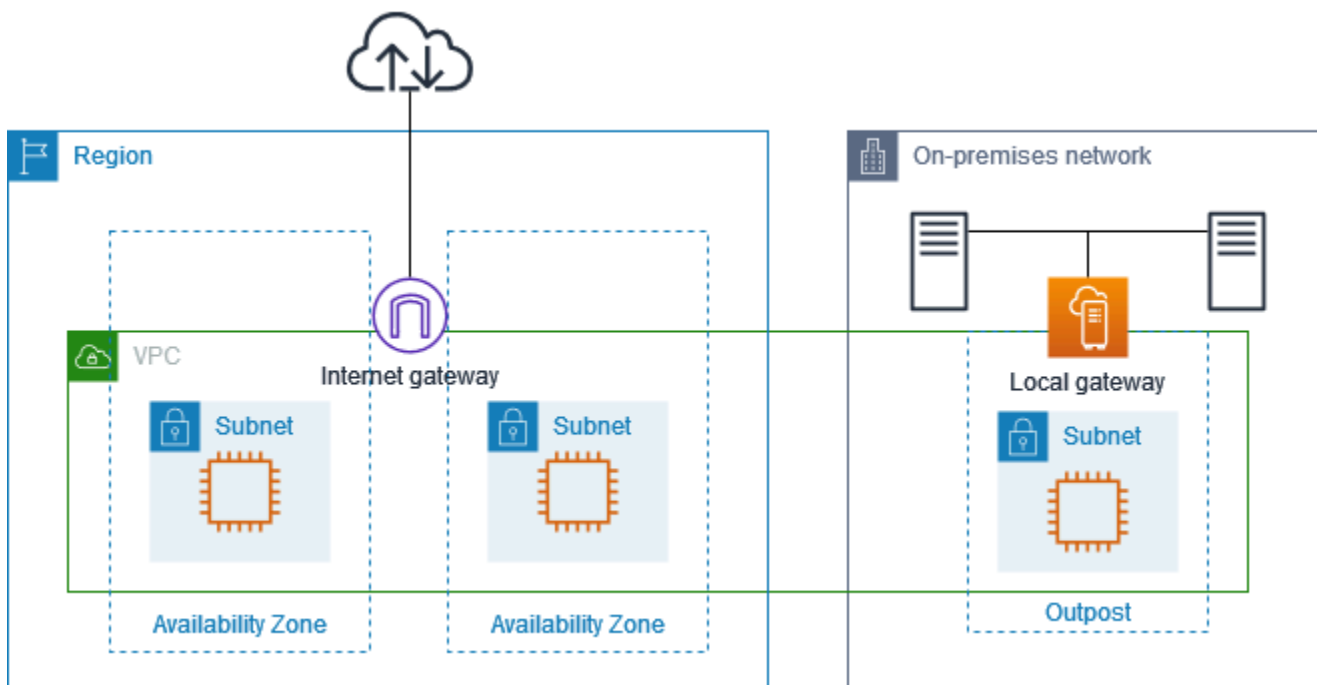 Region
On-premises network
VPC
Internet gateway
Local gateway
Subnet
Subnet
Subnet
Availability Zone
Availability Zone
Outpost